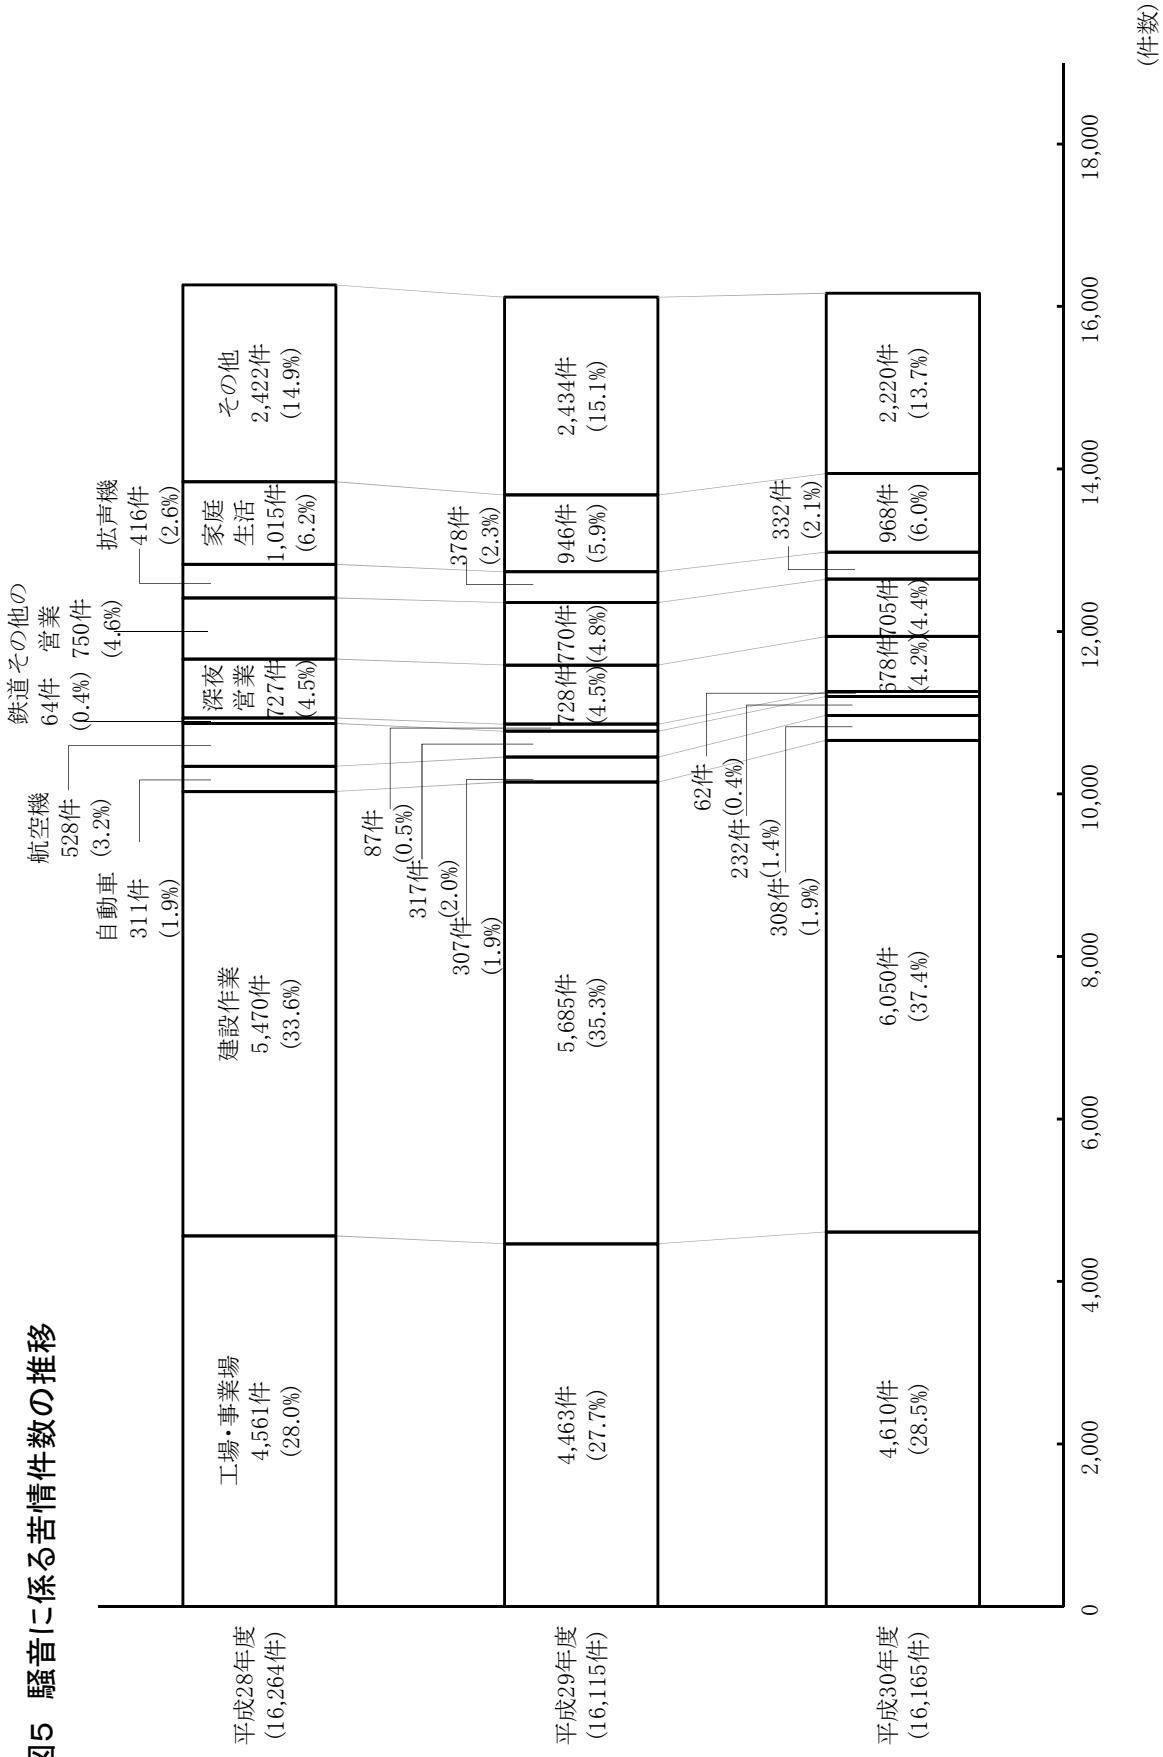 図5 騒音に係る苦情件数の推移
平成28年度
(16,264件)
工場・事業場
4,561件
(28.0%)
建設作業
5,470件
(33.6%)
自動車
311件
(1.9%)
航空機
528件
(3.2%)
鉄道
64件
(0.4%)
深夜
営業
727件
(4.5%)
その他の
営業
750件
(4.6%)
拡声機
416件
(2.6%)
家庭
生活
1,015件
(6.2%)
その他
2,422件
(14.9%)
平成29年度
(16,115件)
4,463件
(27.7%)
5,685件
(35.3%)
307件
(1.9%)
317件
(2.0%)
87件
(0.5%)
728件
(4.5%)
770件
(4.8%)
378件
(2.3%)
946件
(5.9%)
2,434件
(15.1%)
平成30年度
(16,165件)
4,610件
(28.5%)
6,050件
(37.4%)
308件
(1.9%)
232件
(1.4%)
62件
(0.4%)
678件
(4.2%)
705件
(4.4%)
332件
(2.1%)
968件
(6.0%)
2,220件
(13.7%)
0
2,000
4,000
6,000
8,000
10,000
12,000
14,000
16,000
18,000
(件数)